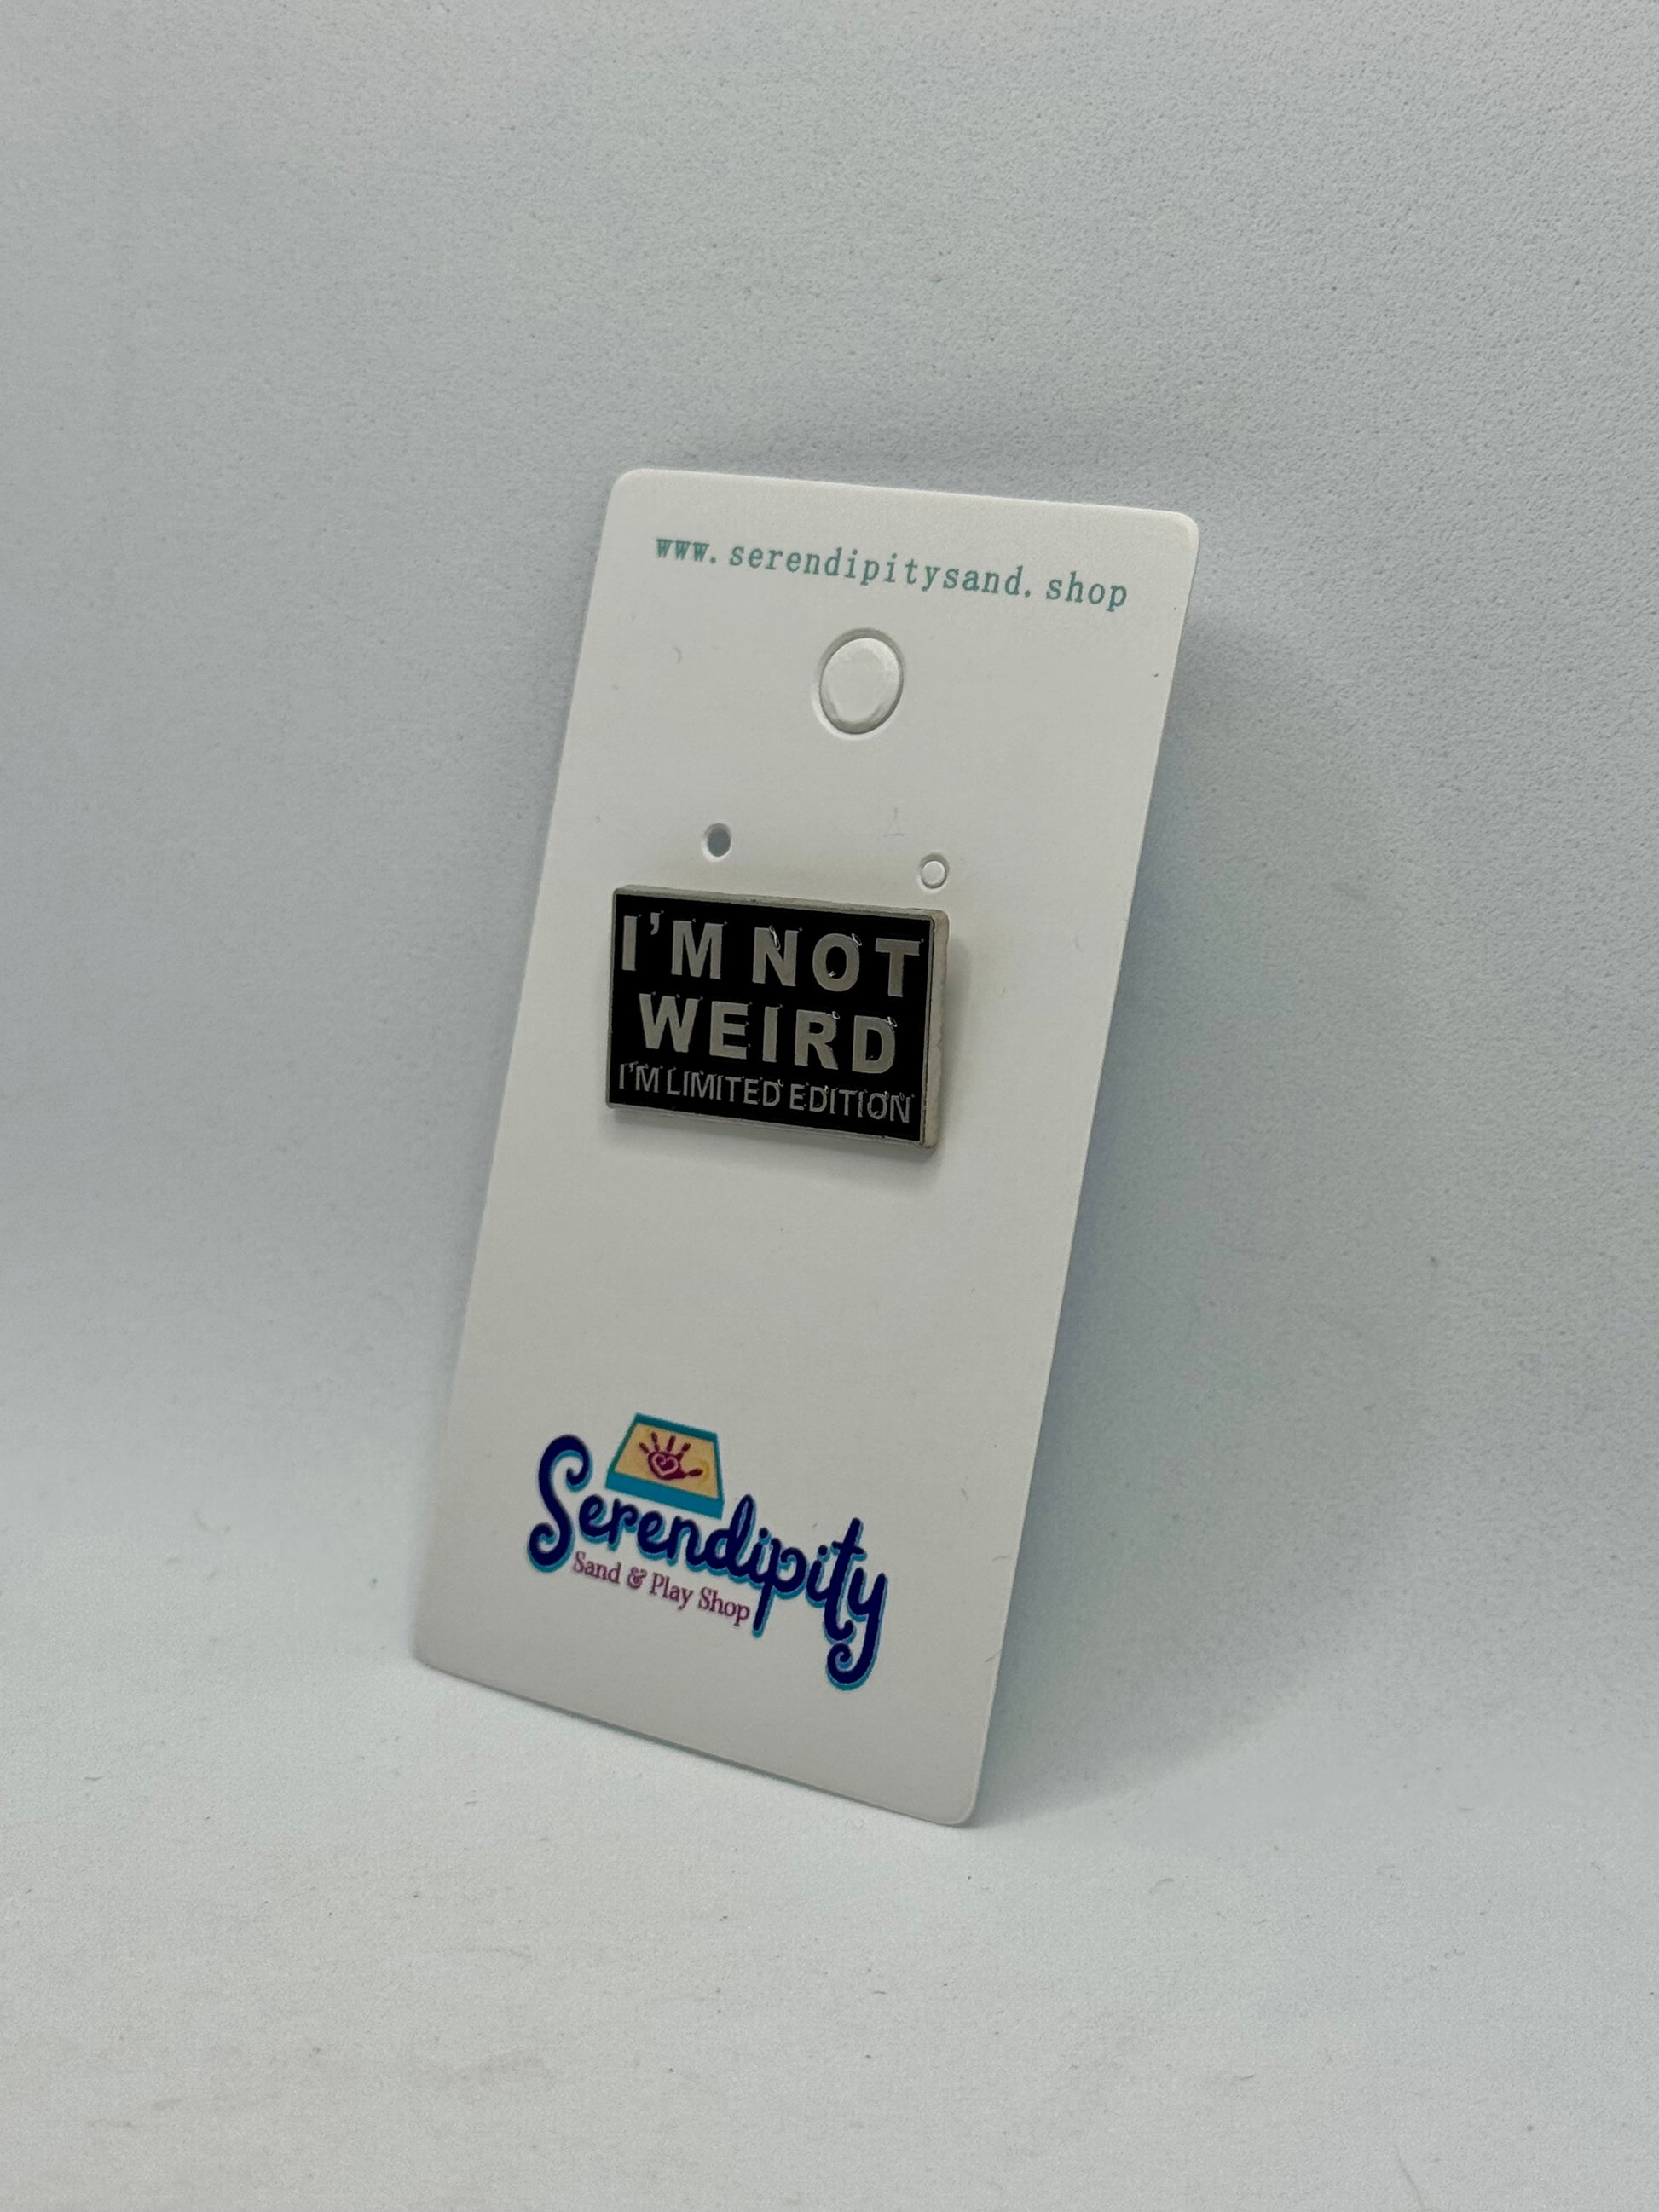 www.serendipitysand.shop
I'M NOT
WEIRD
I'M LIMITED EDITION
Serendipity
Sand & Play Shop